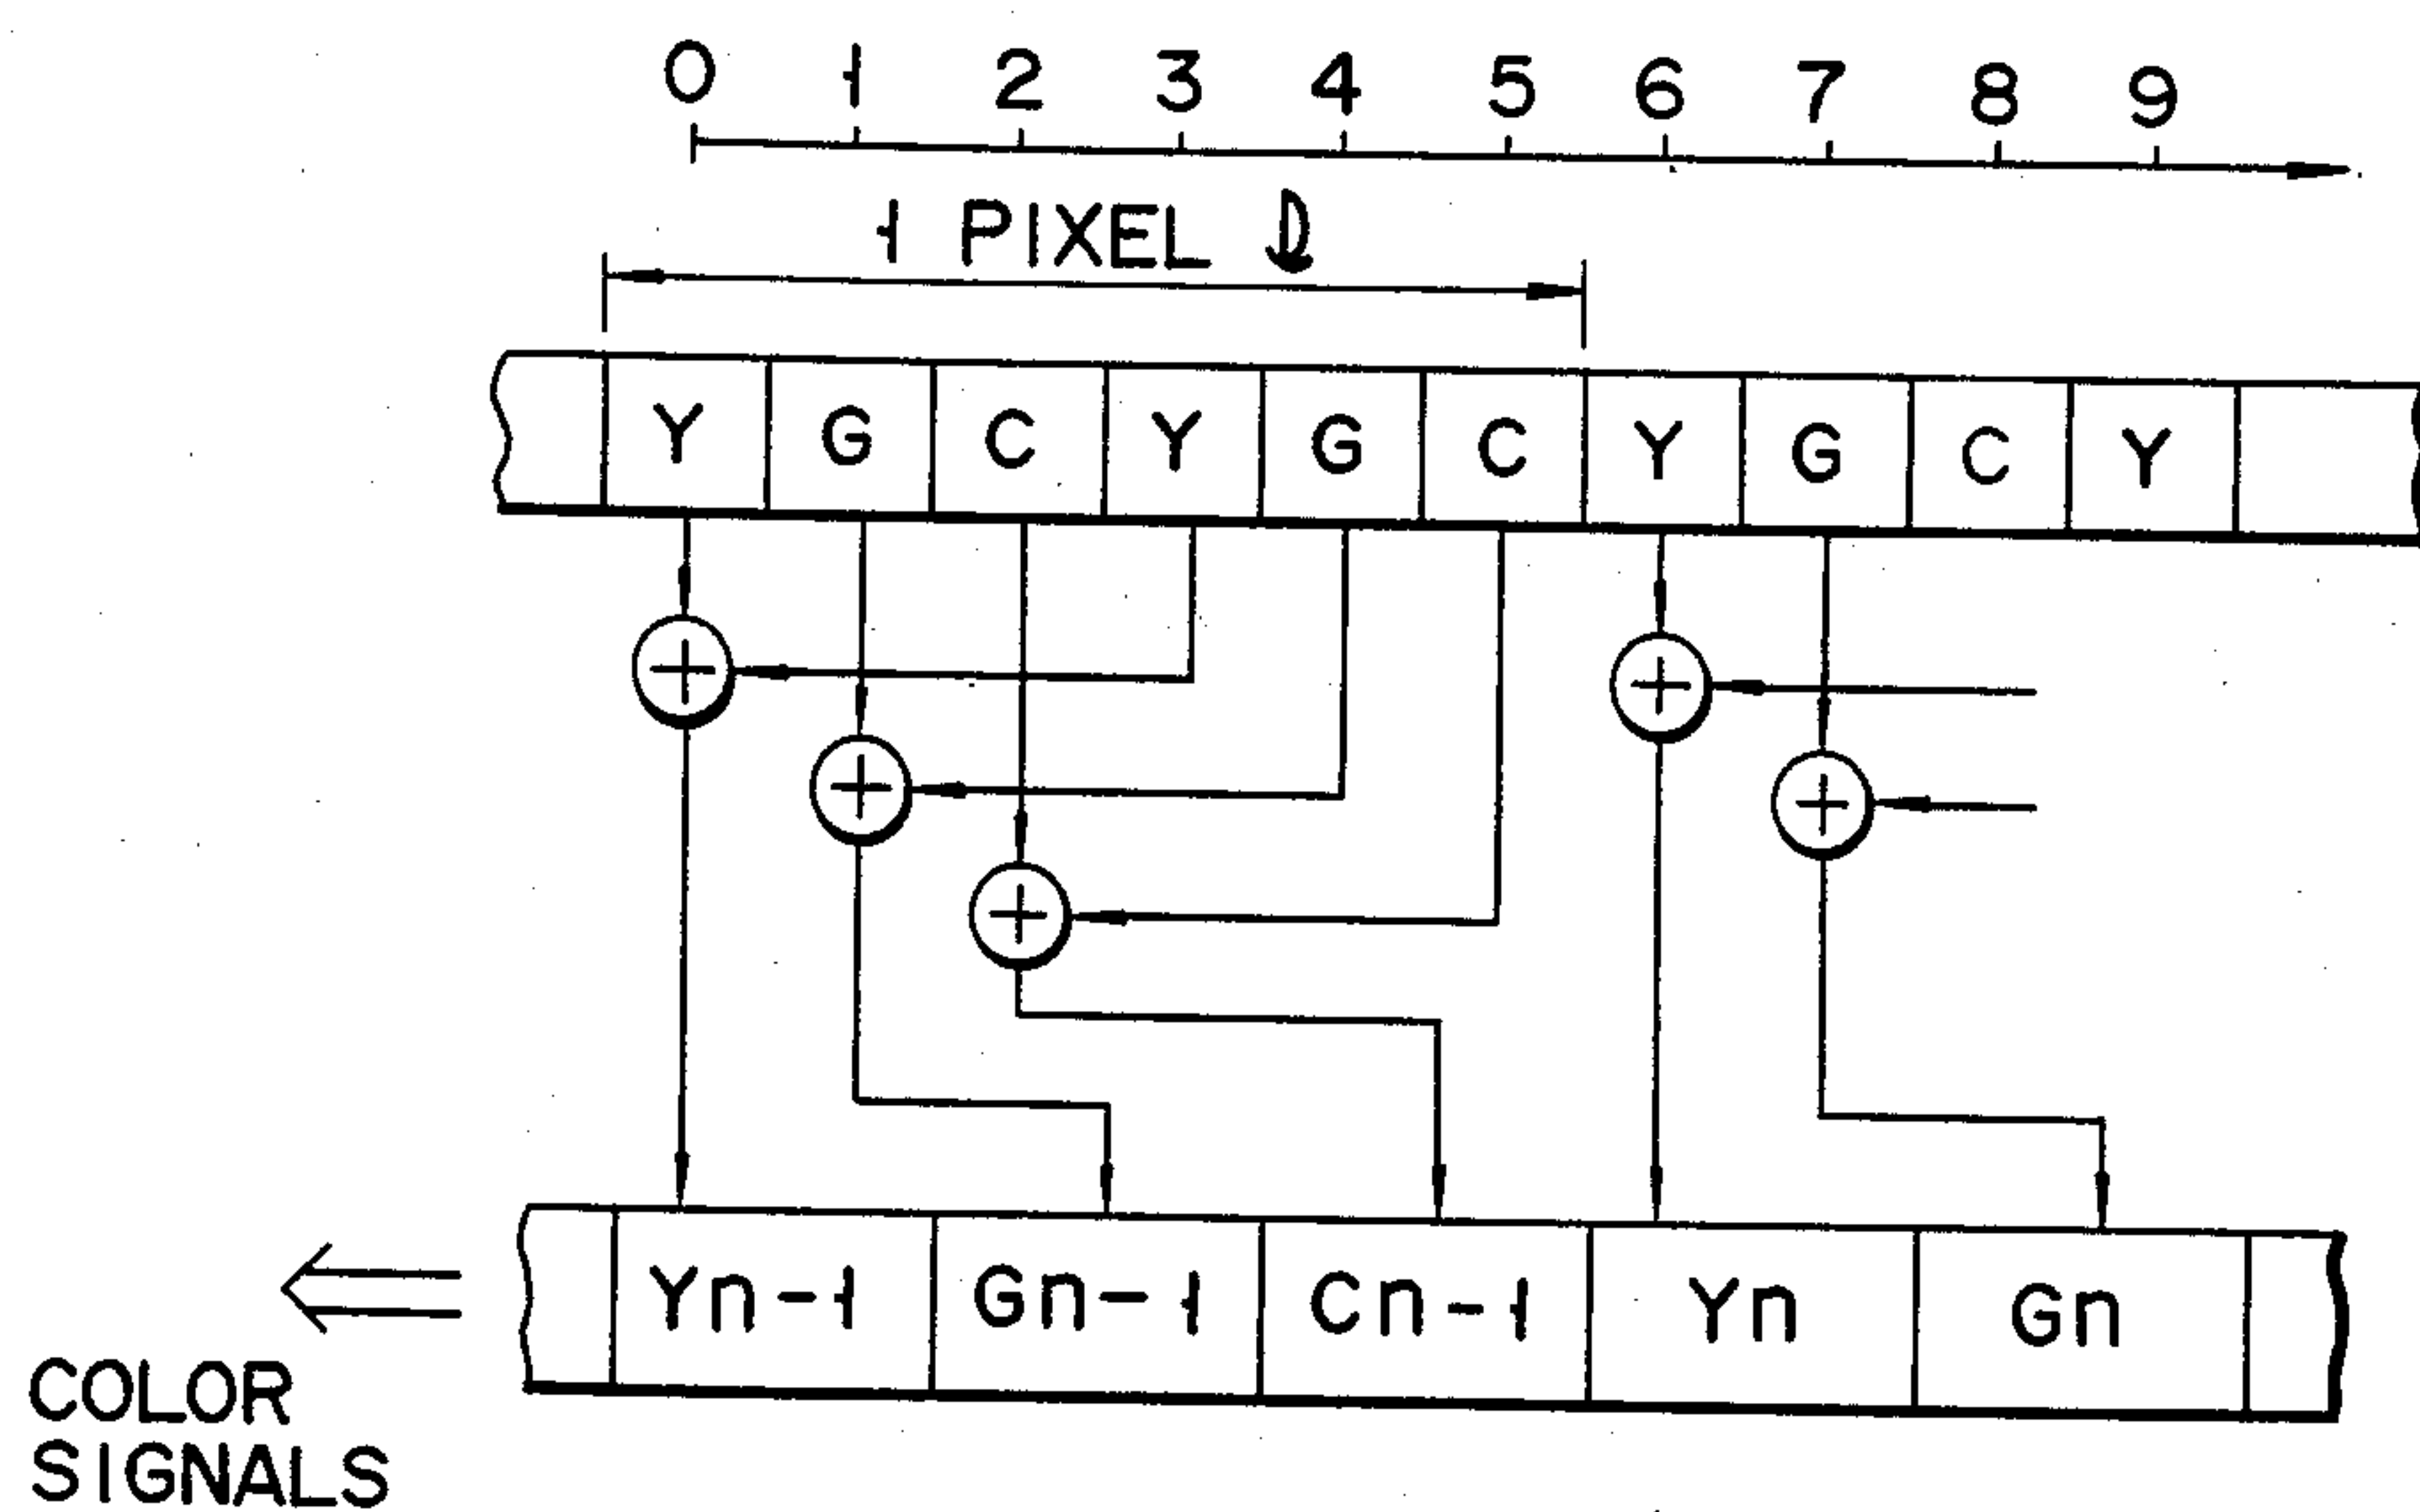 0 1 2 3 4 5 6 7 8 9
1 PIXEL D
Y G C Y G C Y G C Y
+ +
+ +
+
Yn-1 Gn-1 Cn-1 Yn Gn
COLOR
SIGNALS